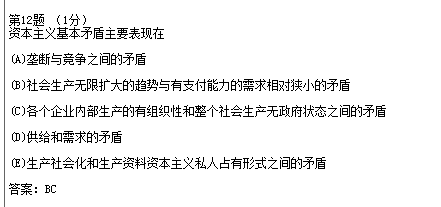 第12题 （1分）
资本主义基本矛盾主要表现在
(A)垄断与竞争之间的矛盾
(B)社会生产无限扩大的趋势与有支付能力的需求相对狭小的矛盾
(C)各个企业内部生产的有组织性和整个社会生产无政府状态之间的矛盾
(D)供给和需求的矛盾
(E)生产社会化和生产资料资本主义私人占有形式之间的矛盾
答案：BC